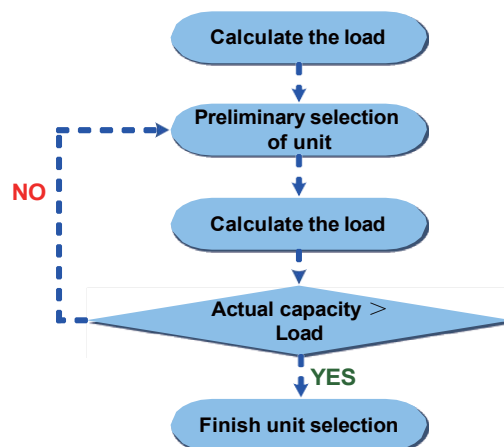 Calculate the load
Preliminary selection
of unit
NO
Calculate the load
Actual capacity ＞
Load
YES
Finish unit selection